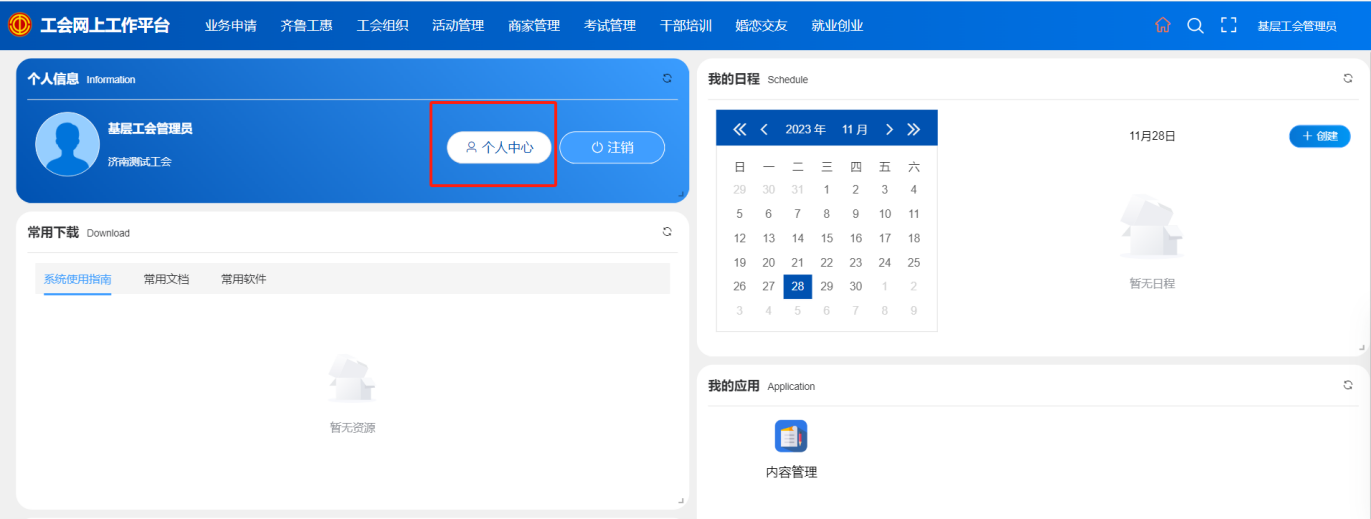 工会网上工作平台 业务申请 齐鲁工惠 工会组织 活动管理 商家管理 考试管理 干部培训 婚恋交友 就业创业 基层工会管理员
个人信息 Information
基层工会管理员
济南测试工会
个人中心 注销
常用下载 Download
系统使用指南 常用文档 常用软件
暂无资源
我的日程 Schedule
2023 年 11 月
日 一 二 三 四 五 六
29 30 31 1 2 3 4
5 6 7 8 9 10 11
12 13 14 15 16 17 18
19 20 21 22 23 24 25
26 27 28 29 30 1 2
3 4 5 6 7 8 9
11月28日 创建
暂无日程
我的应用 Application
内容管理